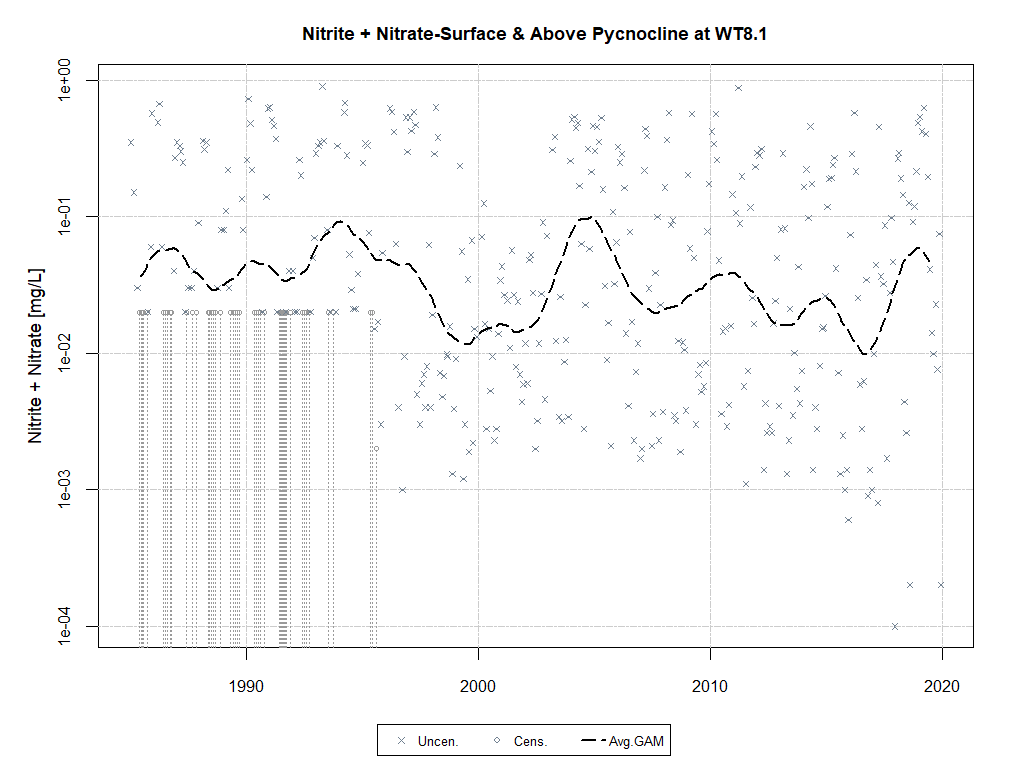 Nitrite + Nitrate-Surface & Above Pycnocline at WT8.1
Nitrite + Nitrate [mg/L]
1e+00
1e-01
1e-02
1e-03
1e-04
1990 2000 2010 2020
Uncen. Cens. Avg.GAM